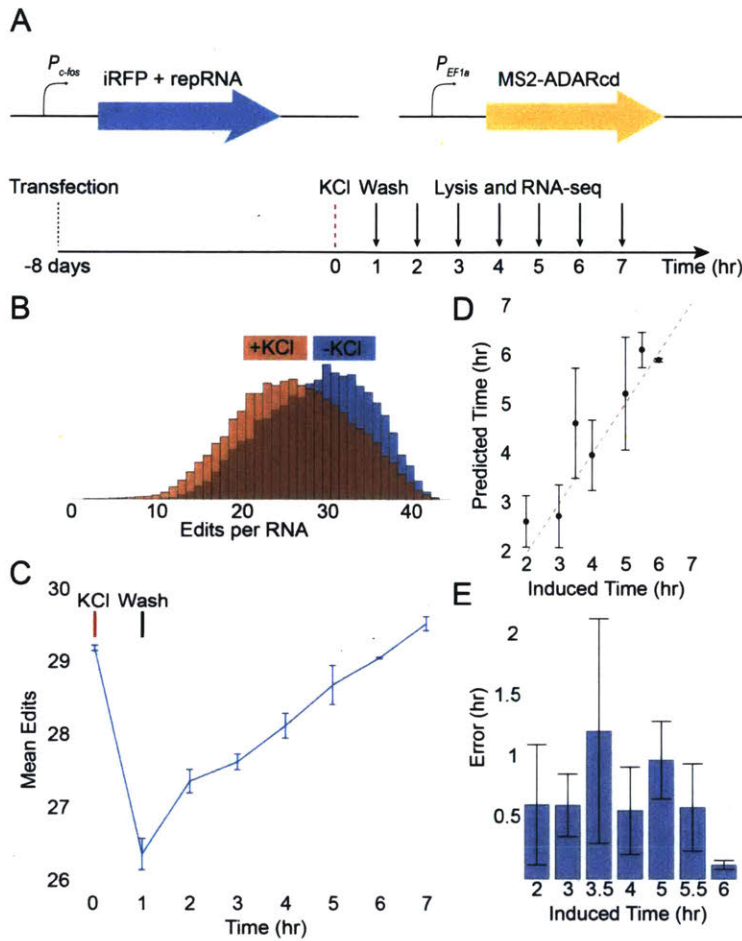 A
P c-fos
iRFP + repRNA
P EF1a
MS2-ADARcd
Transfection
KCl Wash Lysis and RNA-seq
-8 days
0 1 2 3 4 5 6 7 Time (hr)
B
+KCl -KCl
0 10 20 30 40
Edits per RNA
C
30
29
28
27
26
KCl Wash
Mean Edits
0 1 2 3 4 5 6 7
Time (hr)
D
7
6
5
4
3
2
Predicted Time (hr)
2 3 4 5 6 7
Induced Time (hr)
E
2
1.5
1
0.5
Error (hr)
2 3 3.5 4 5 5.5 6
Induced Time (hr)